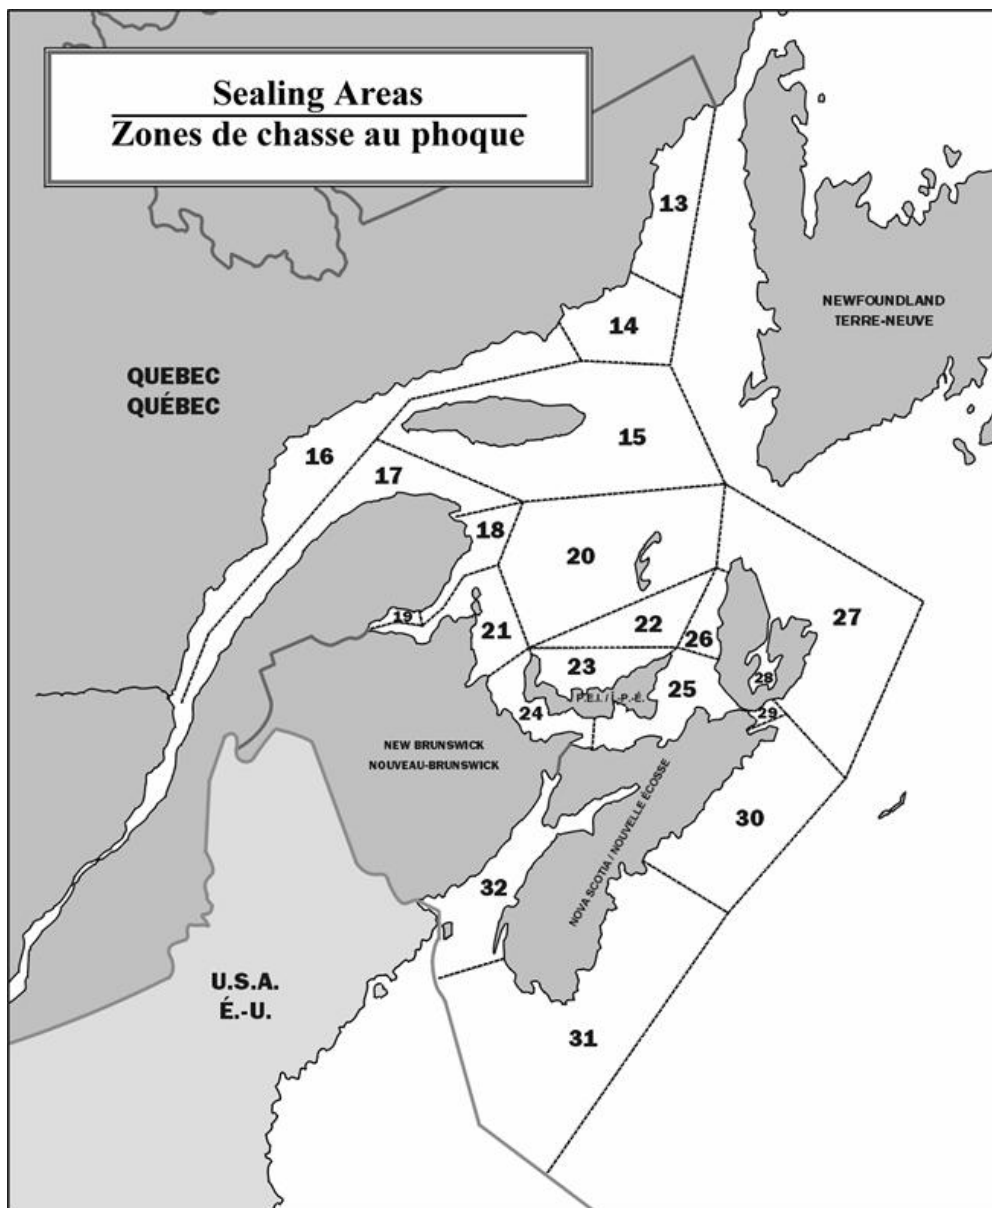 Sealing Areas
Zones de chasse au phoque
13
NEWFOUNDLAND
TERRE-NEUVE
14
QUEBEC
QUÉBEC
15
16
17
18
20
19
21
22
26
27
23
28
25
P.E.I. / Î.-P.-É.
24
29
NEW BRUNSWICK
NOUVEAU-BRUNSWICK
30
NOVA SCOTIA / NOUVELLE ÉCOSSE
32
U.S.A.
É.-U.
31